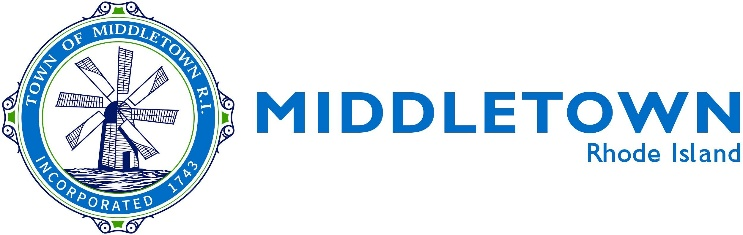 TOWN OF MIDDLETOWN R.I.
INCORPORATED 1743
MIDDLETOWN
Rhode Island